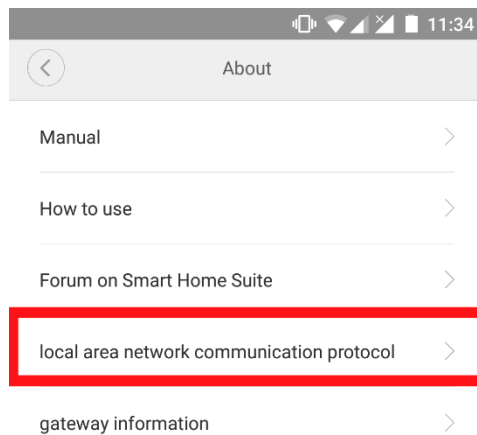 11:34
About
Manual
How to use
Forum on Smart Home Suite
local area network communication protocol
gateway information